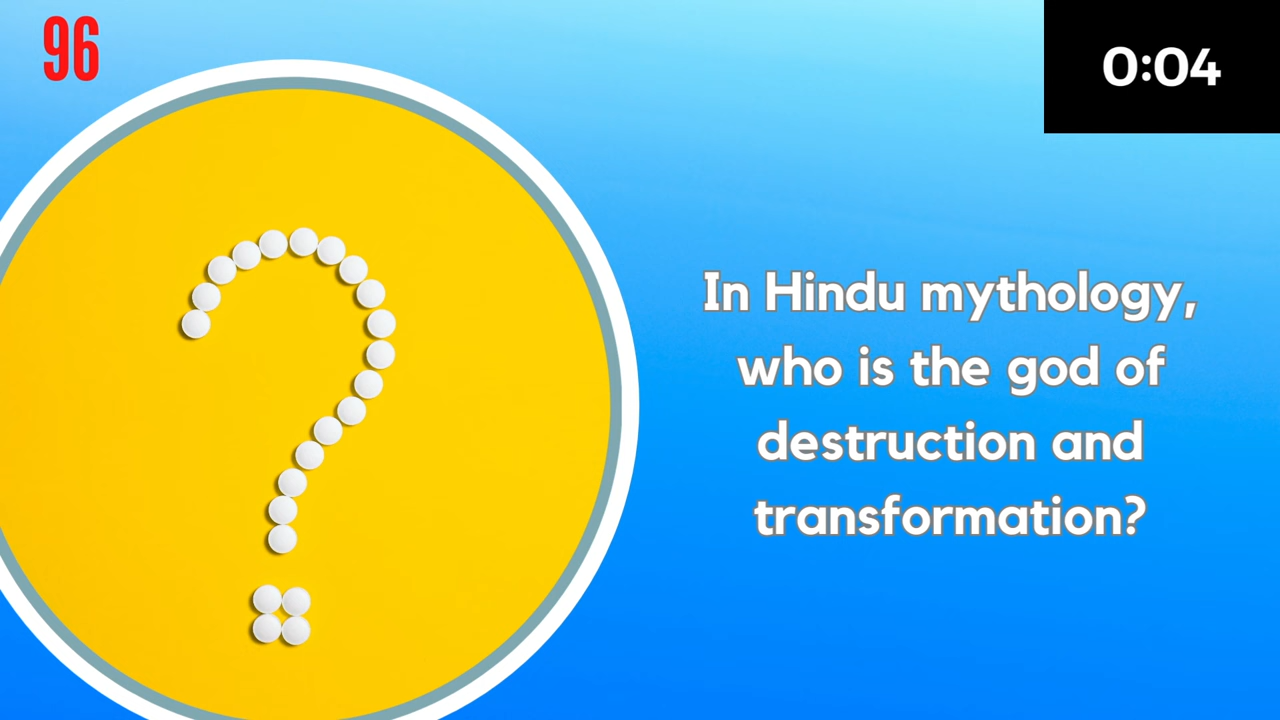 96
0:04
In Hindu mythology,
who is the god of
destruction and
transformation?